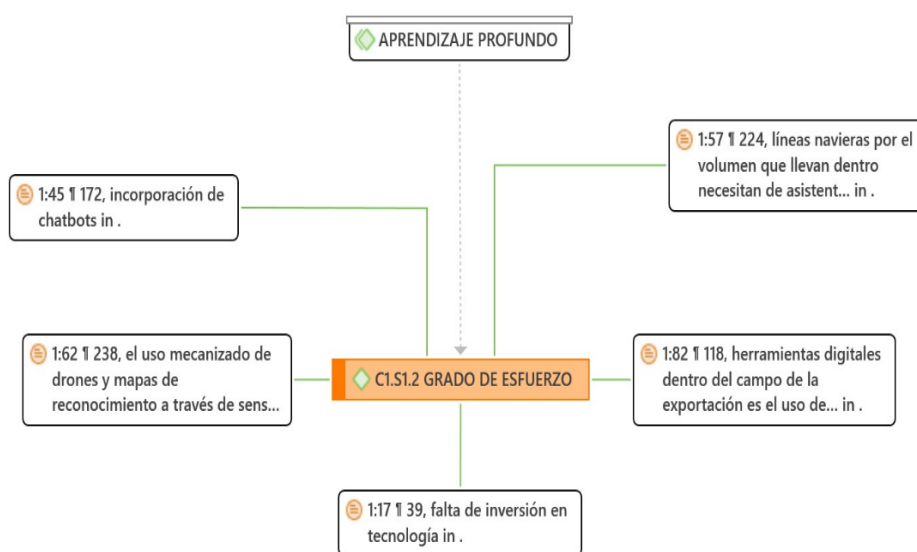 APRENDIZAJE PROFUNDO
1:57 ¶ 224, líneas navieras por el
volumen que llevan dentro
necesitan de asistent... in .
1:45 ¶ 172, incorporación de
chatbots in .
1:62 ¶ 238, el uso mecanizado de
drones y mapas de
reconocimiento a través de sens...
C1.S1.2 GRADO DE ESFUERZO
1:82 ¶ 118, herramientas digitales
dentro del campo de la
exportación es el uso de... in .
1:17 ¶ 39, falta de inversión en
tecnología in .